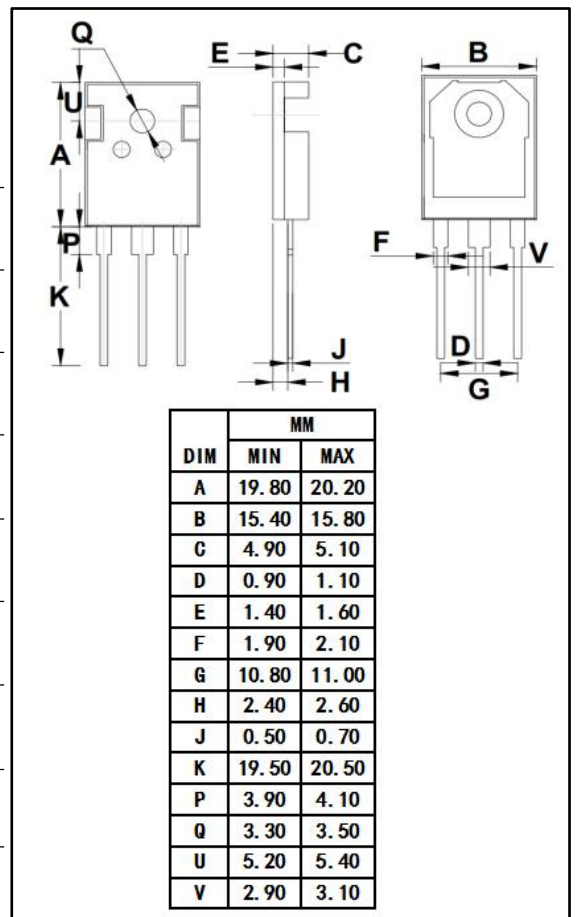 Q
E C B
U
A
P
K
F V
J
H
D
G
MM
DIM MIN MAX
A 19.80 20.20
B 15.40 15.80
C 4.90 5.10
D 0.90 1.10
E 1.40 1.60
F 1.90 2.10
G 10.80 11.00
H 2.40 2.60
J 0.50 0.70
K 19.50 20.50
P 3.90 4.10
Q 3.30 3.50
U 5.20 5.40
V 2.90 3.10